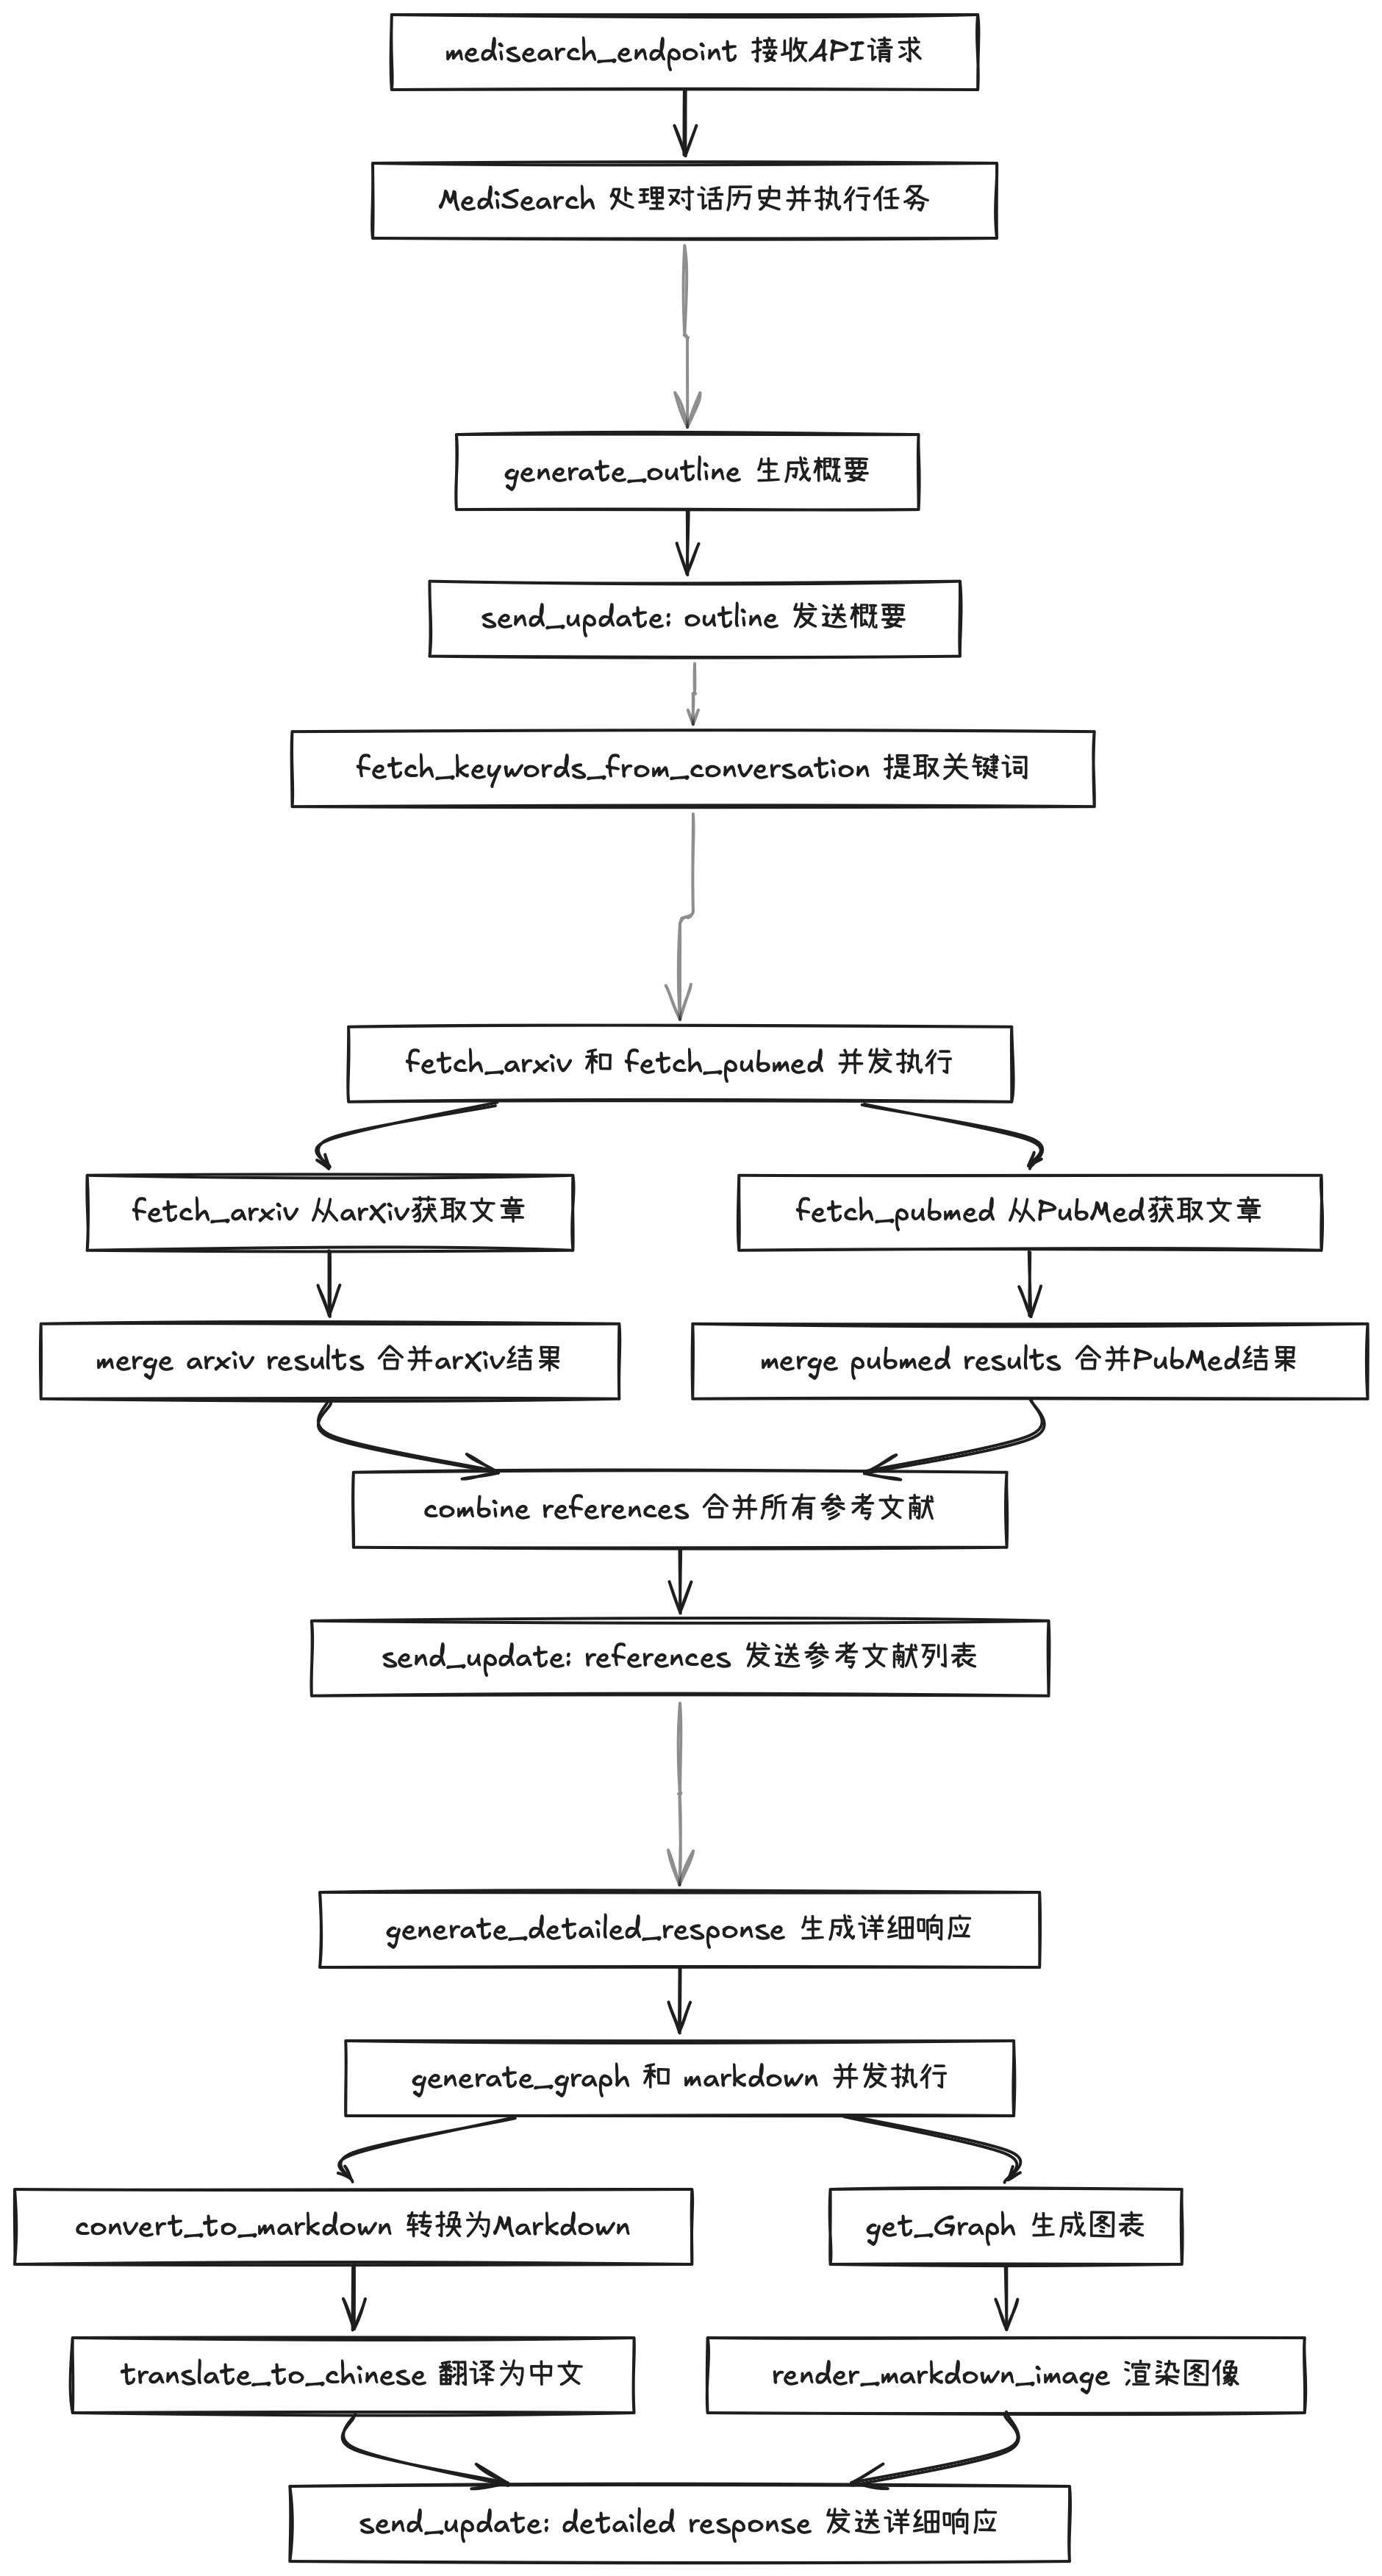 medisearch_endpoint 接收API请求
MediSearch 处理对话历史并执行任务
generate_outline 生成概要
send_update: outline 发送概要
fetch_keywords_from_conversation 提取关键词
fetch_arxiv 和 fetch_pubmed 并发执行
fetch_arxiv 从arXiv获取文章
fetch_pubmed 从PubMed获取文章
merge arxiv results 合并arXiv结果
merge pubmed results 合并PubMed结果
combine references 合并所有参考文献
send_update: references 发送参考文献列表
generate_detailed_response 生成详细响应
generate_graph 和 markdown 并发执行
convert_to_markdown 转换为Markdown
get_Graph 生成图表
translate_to_chinese 翻译为中文
render_markdown_image 渲染图像
send_update: detailed response 发送详细响应